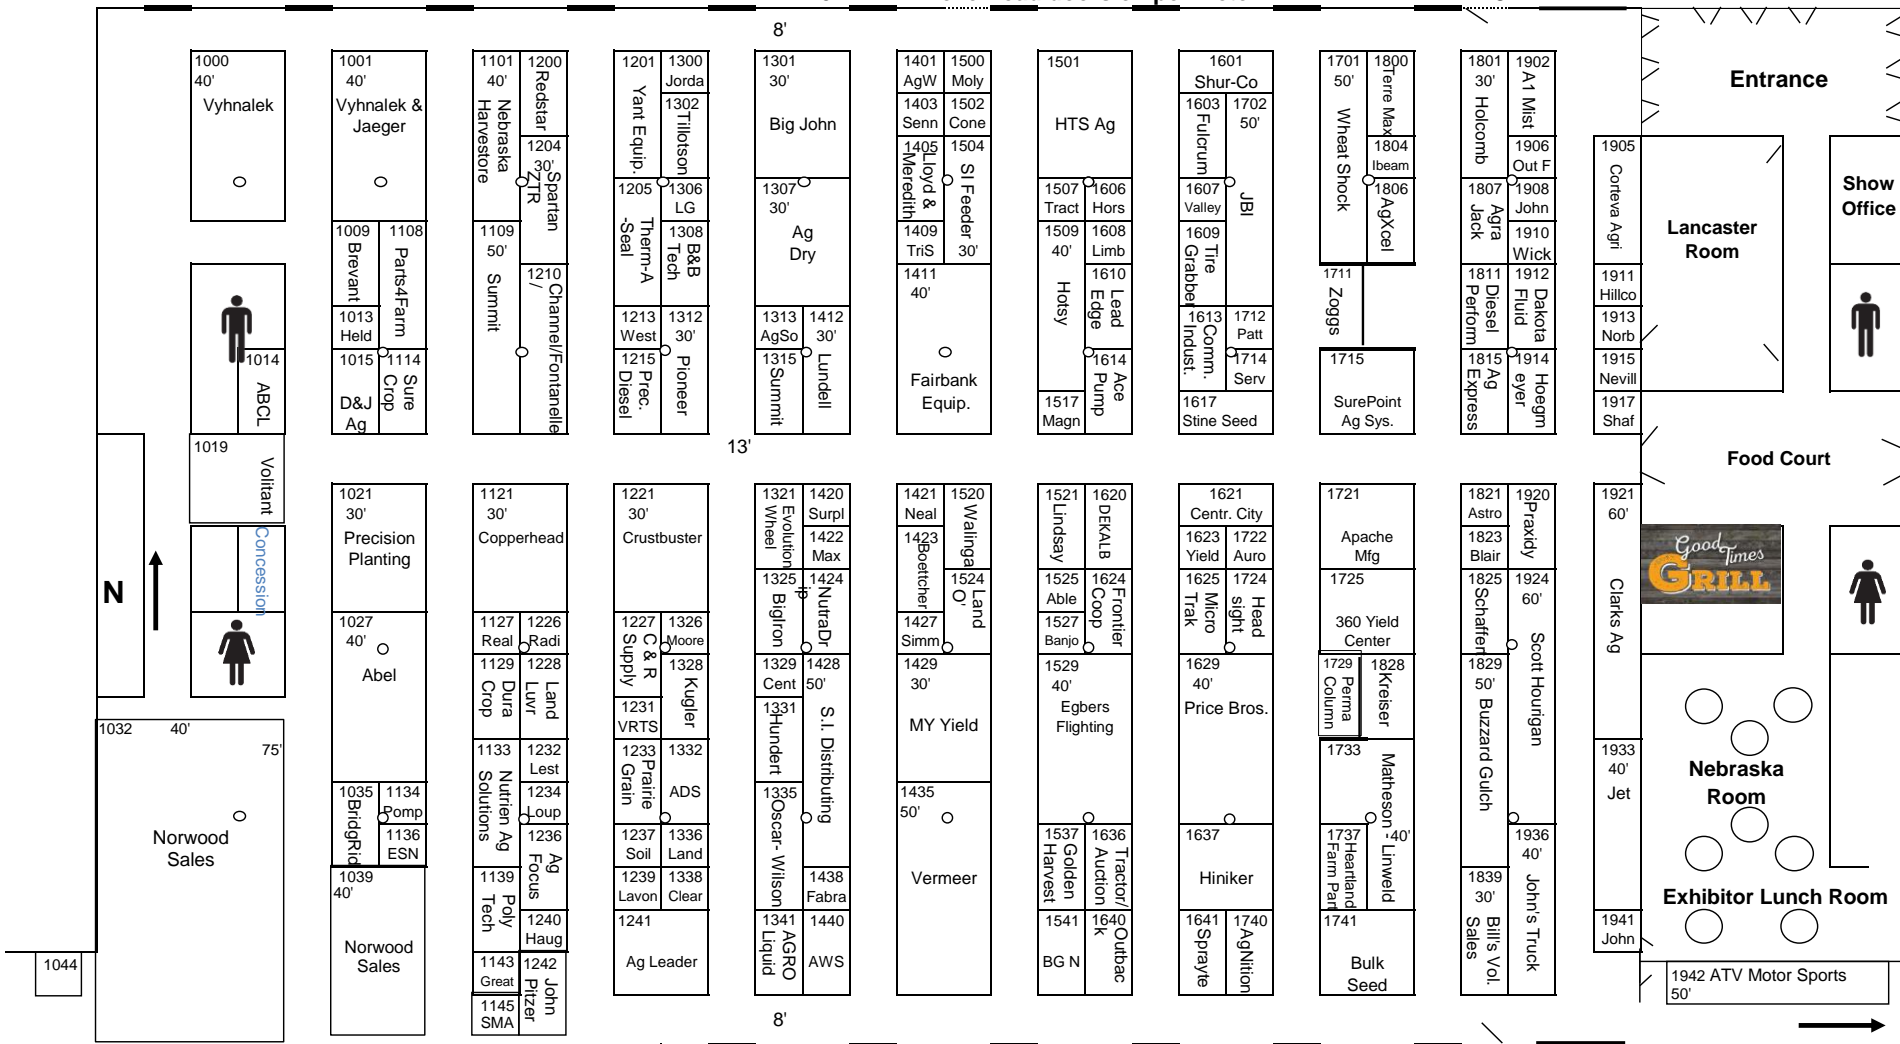 8'
1000
40'
Vyhnalek
1001
40'
Vyhnalek &
Jaeger
1101
40'
Nebraska
Harvestore
1200
Redstar
1201
Yant Equip.
1300
Jorda
1302
Tillotson
1301
30'
Big John
1401
AgW
1500
Moly
1403
Senn
1502
Cone
1501
HTS Ag
1601
Shur-Co
1603
Fulcrum
1702
50'
JBI
1701
50'
Wheat Shock
1800
Terre Max
1801
30'
Holcomb
1902
A1 Mist
Entrance
1204
30'
Spartan
ZTR
1405
Lloyd &
Meredith
1504
SI Feeder
30'
1804
Ibeam
1906
Out F
1905
Corteva Agri
Lancaster
Room
Show
Office
1205
Therm-A
-Seal
1306
LG
1307
30'
Ag
Dry
1507
Tract
1606
Hors
1607
Valley
1806
AgXcel
1807
Agra
Jack
1908
John
1009
Brevant
1108
Parts4Farm
1109
50'
Summit
1308
B&B
Tech
1409
TriS
1509
40'
Hotsy
1608
Limb
1609
Tire
Grabber
1910
Wick
1210
/
Channel/Fontanelle
1411
40'
Fairbank
Equip.
1610
Lead
Edge
1711
Zoggs
1811
Diesel
Perform
1912
Dakota
Fluid
1911
Hillco
1013
Held
1213
West
1312
30'
Pioneer
1313
AgSo
1412
30'
Lundell
1613
Comm.
Indust.
1712
Patt
1913
Norb
1014
ABCL
1015
D&J
Ag
1114
Sure
Crop
1215
Prec.
Diesel
1315
Summit
1614
Ace
Pump
1714
Serv
1715
SurePoint
Ag Sys.
1815
Ag
Express
1914
Hoegm
eyer
1915
Nevill
1517
Magn
1617
Stine Seed
1917
Shaf
13'
1019
Volitant
Food Court
1021
30'
Precision
Planting
1121
30'
Copperhead
1221
30'
Crustbuster
1321
Evolution
Wheel
1420
Surpl
1421
Neal
1520
Walinga
1521
Lindsay
1620
DEKALB
1621
Centr. City
1721
Apache
Mfg
1821
Astro
1920
Praxidy
1921
60'
Clarks Ag
Concession
1422
Max
1423
Boettcher
1623
Yield
1722
Auro
1823
Blair
Good
Times
GRILL
N
1325
BigIron
1424
NutraDr
ip
1524
Land
O'
1525
Able
1624
Frontier
Coop
1625
Micro
Trak
1724
Head
sight
1725
360 Yield
Center
1825
Schaffert
1924
60'
Scott Hourigan
1027
40'
Abel
1127
Real
1226
Radi
1227
C & R
Supply
1326
Moore
1427
Simm
1527
Banjo
1129
Dura
Crop
1228
Land
Luvr
1328
Kugler
1329
Cent
1428
50'
S.I. Distributing
1429
30'
MY Yield
1529
40'
Egbers
Flighting
1629
40'
Price Bros.
1729
Perma
Column
1828
Kreiser
1829
50'
Buzzard Gulch
1032
40'
75'
Norwood
Sales
1231
VRTS
1331
Hundert
1133
Nutrien Ag
Solutions
1232
Lest
1233
Prairie
Grain
1332
ADS
1733
Matheson - Linweld
40'
1933
40'
Jet
Nebraska
Room
1035
BridgRid
1134
Pomp
1234
Loup
1335
Oscar- Wilson
1435
50'
Vermeer
1136
ESN
1236
Ag
Focus
1237
Soil
1336
Land
1537
Golden
Harvest
1636
Tractor/
Auction
1637
Hiniker
1737
Heartland
Farm Part
1936
40'
John's Truck
1039
40'
Norwood
Sales
1139
Poly
Tech
1239
Lavon
1338
Clear
1438
Fabra
1839
30'
Bill's Vol.
Sales
Exhibitor Lunch Room
1240
Haug
1241
Ag Leader
1341
AGRO
Liquid
1440
AWS
1541
BG N
1640
Outbac
k
1641
Sprayte
1740
AgNition
1741
Bulk
Seed
1941
John
1044
1143
Great
1242
John
Pitzer
1942 ATV Motor Sports
50'
1145
SMA
8'